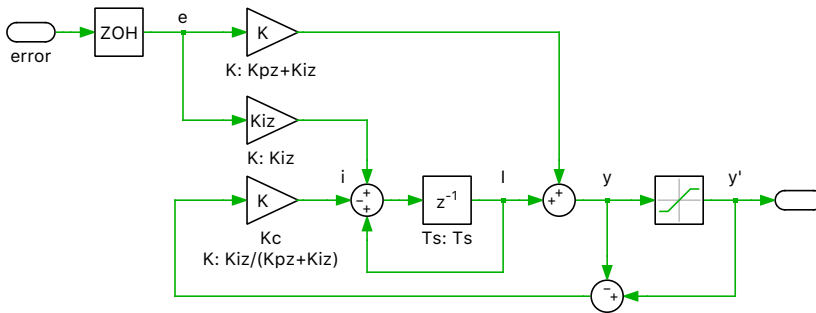 e
ZOH
K
error
K: Kpz+Kiz
Kiz
K: Kiz
i
I
y
y'
K
+
−
+
z⁻¹
+
+
Kc
Ts: Ts
K: Kiz/(Kpz+Kiz)
−
+